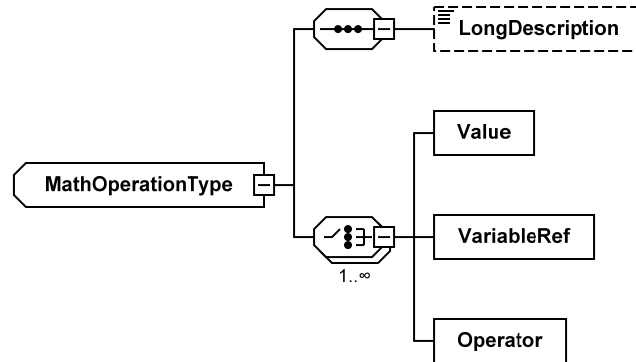 LongDescription
Value
MathOperationType
VariableRef
1..∞
Operator